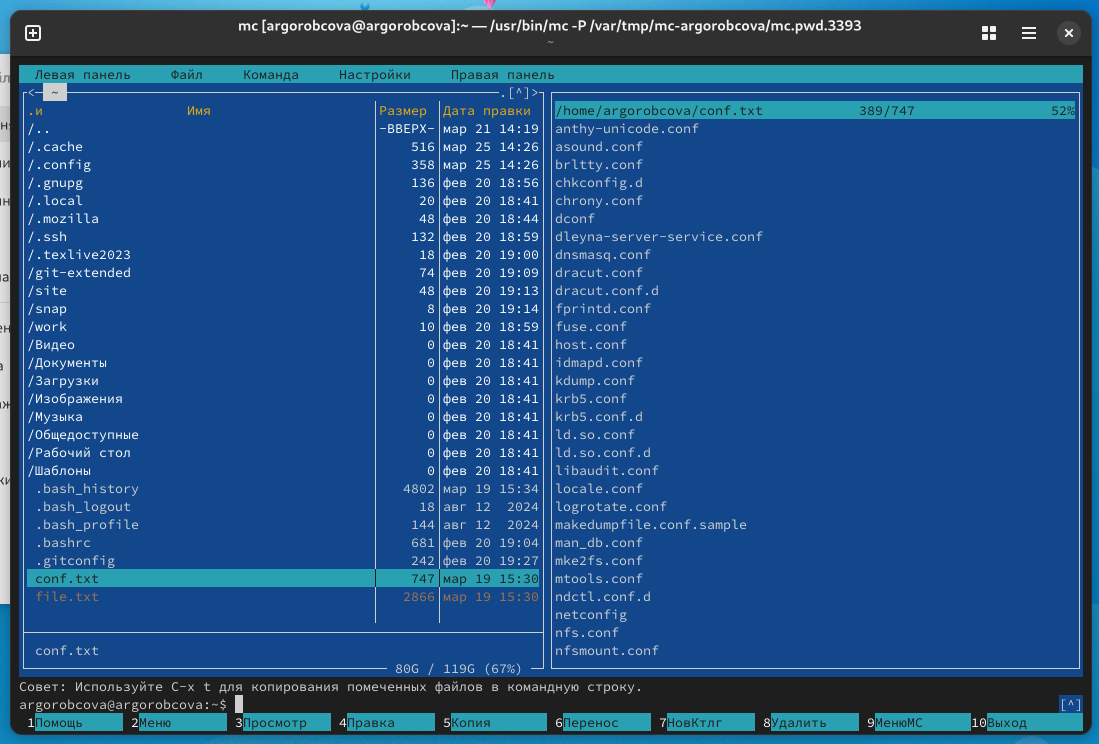 mc [argorobcova@argorobcova]:~ — /usr/bin/mc -P /var/tmp/mc-argorobcova/mc.pwd.3393
~
Левая панель Файл Команда Настройки Правая панель
<─ ~ ─.[^]>
.и Имя Размер Дата правки
/.. -ВВЕРХ- мар 21 14:19
/.cache 516 мар 25 14:26
/.config 358 мар 25 14:26
/.gnupg 136 фев 20 18:56
/.local 20 фев 20 18:41
/.mozilla 48 фев 20 18:44
/.ssh 132 фев 20 18:59
/.texlive2023 18 фев 20 19:00
/git-extended 74 фев 20 19:09
/site 48 фев 20 19:13
/snap 8 фев 20 19:14
/work 10 фев 20 18:59
/Видео 0 фев 20 18:41
/Документы 0 фев 20 18:41
/Загрузки 0 фев 20 18:41
/Изображения 0 фев 20 18:41
/Музыка 0 фев 20 18:41
/Общедоступные 0 фев 20 18:41
/Рабочий стол 0 фев 20 18:41
/Шаблоны 0 фев 20 18:41
.bash_history 4802 мар 19 15:34
.bash_logout 18 авг 12 2024
.bash_profile 144 авг 12 2024
.bashrc 681 фев 20 19:04
.gitconfig 242 фев 20 19:27
conf.txt 747 мар 19 15:30
file.txt 2866 мар 19 15:30
conf.txt
80G / 119G (67%)
/home/argorobcova/conf.txt 389/747 52%
anthy-unicode.conf
asound.conf
brltty.conf
chkconfig.d
chrony.conf
dconf
dleyna-server-service.conf
dnsmasq.conf
dracut.conf
dracut.conf.d
fprintd.conf
fuse.conf
host.conf
idmapd.conf
kdump.conf
krb5.conf
krb5.conf.d
ld.so.conf
ld.so.conf.d
libaudit.conf
locale.conf
logrotate.conf
makedumpfile.conf.sample
man_db.conf
mke2fs.conf
mtools.conf
ndctl.conf.d
netconfig
nfs.conf
nfsmount.conf
Совет: Используйте C-x t для копирования помеченных файлов в командную строку.
argorobcova@argorobcova:~$ [^]
1Помощь 2Меню 3Просмотр 4Правка 5Копия 6Перенос 7НовКтлг 8Удалить 9МенюМС 10Выход